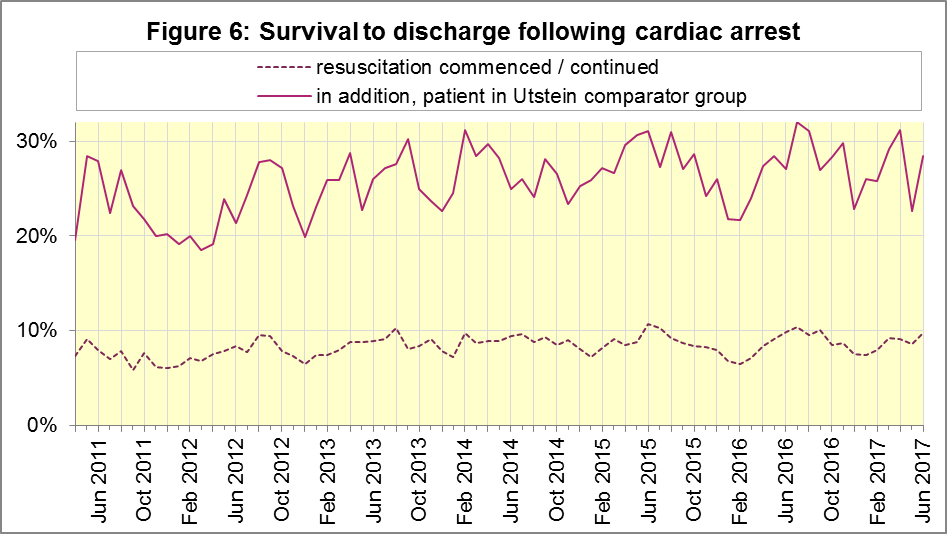 Figure 6: Survival to discharge following cardiac arrest
resuscitation commenced / continued
in addition, patient in Utstein comparator group
30%
20%
10%
0%
Jun 2011
Oct 2011
Feb 2012
Jun 2012
Oct 2012
Feb 2013
Jun 2013
Oct 2013
Feb 2014
Jun 2014
Oct 2014
Feb 2015
Jun 2015
Oct 2015
Feb 2016
Jun 2016
Oct 2016
Feb 2017
Jun 2017